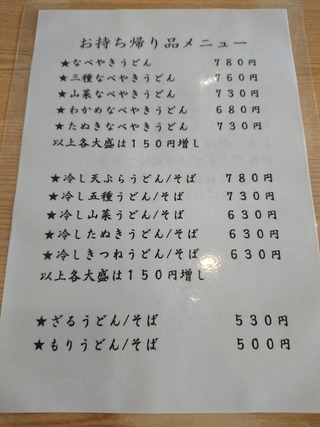 お持ち帰り品メニュー
★なべやきうどん 780円
★三種なべやきうどん 760円
★山菜なべやきうどん 730円
★わかめなべやきうどん 680円
★たぬきなべやきうどん 730円
以上各大盛は150円増し
★冷し天ぷらうどん/そば 780円
★冷し五種うどん/そば 730円
★冷し山菜うどん/そば 630円
★冷したぬきうどん/そば 630円
★冷しきつねうどん/そば 630円
以上各大盛は150円増し
★ざるうどん/そば 530円
★もりうどん/そば 500円